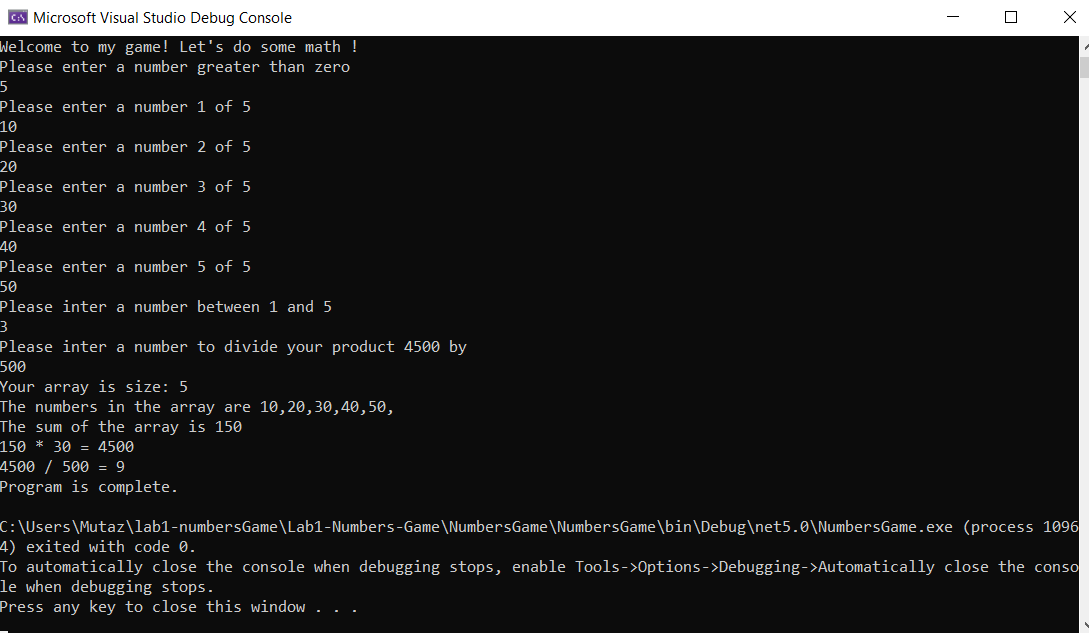 Microsoft Visual Studio Debug Console
Welcome to my game! Let's do some math !
Please enter a number greater than zero
5
Please enter a number 1 of 5
10
Please enter a number 2 of 5
20
Please enter a number 3 of 5
30
Please enter a number 4 of 5
40
Please enter a number 5 of 5
50
Please inter a number between 1 and 5
3
Please inter a number to divide your product 4500 by
500
Your array is size: 5
The numbers in the array are 10,20,30,40,50,
The sum of the array is 150
150 * 30 = 4500
4500 / 500 = 9
Program is complete.
C:\Users\Mutaz\lab1-numbersGame\Lab1-Numbers-Game\NumbersGame\NumbersGame\bin\Debug\net5.0\NumbersGame.exe (process 1096
4) exited with code 0.
To automatically close the console when debugging stops, enable Tools->Options->Debugging->Automatically close the conso
le when debugging stops.
Press any key to close this window . . .